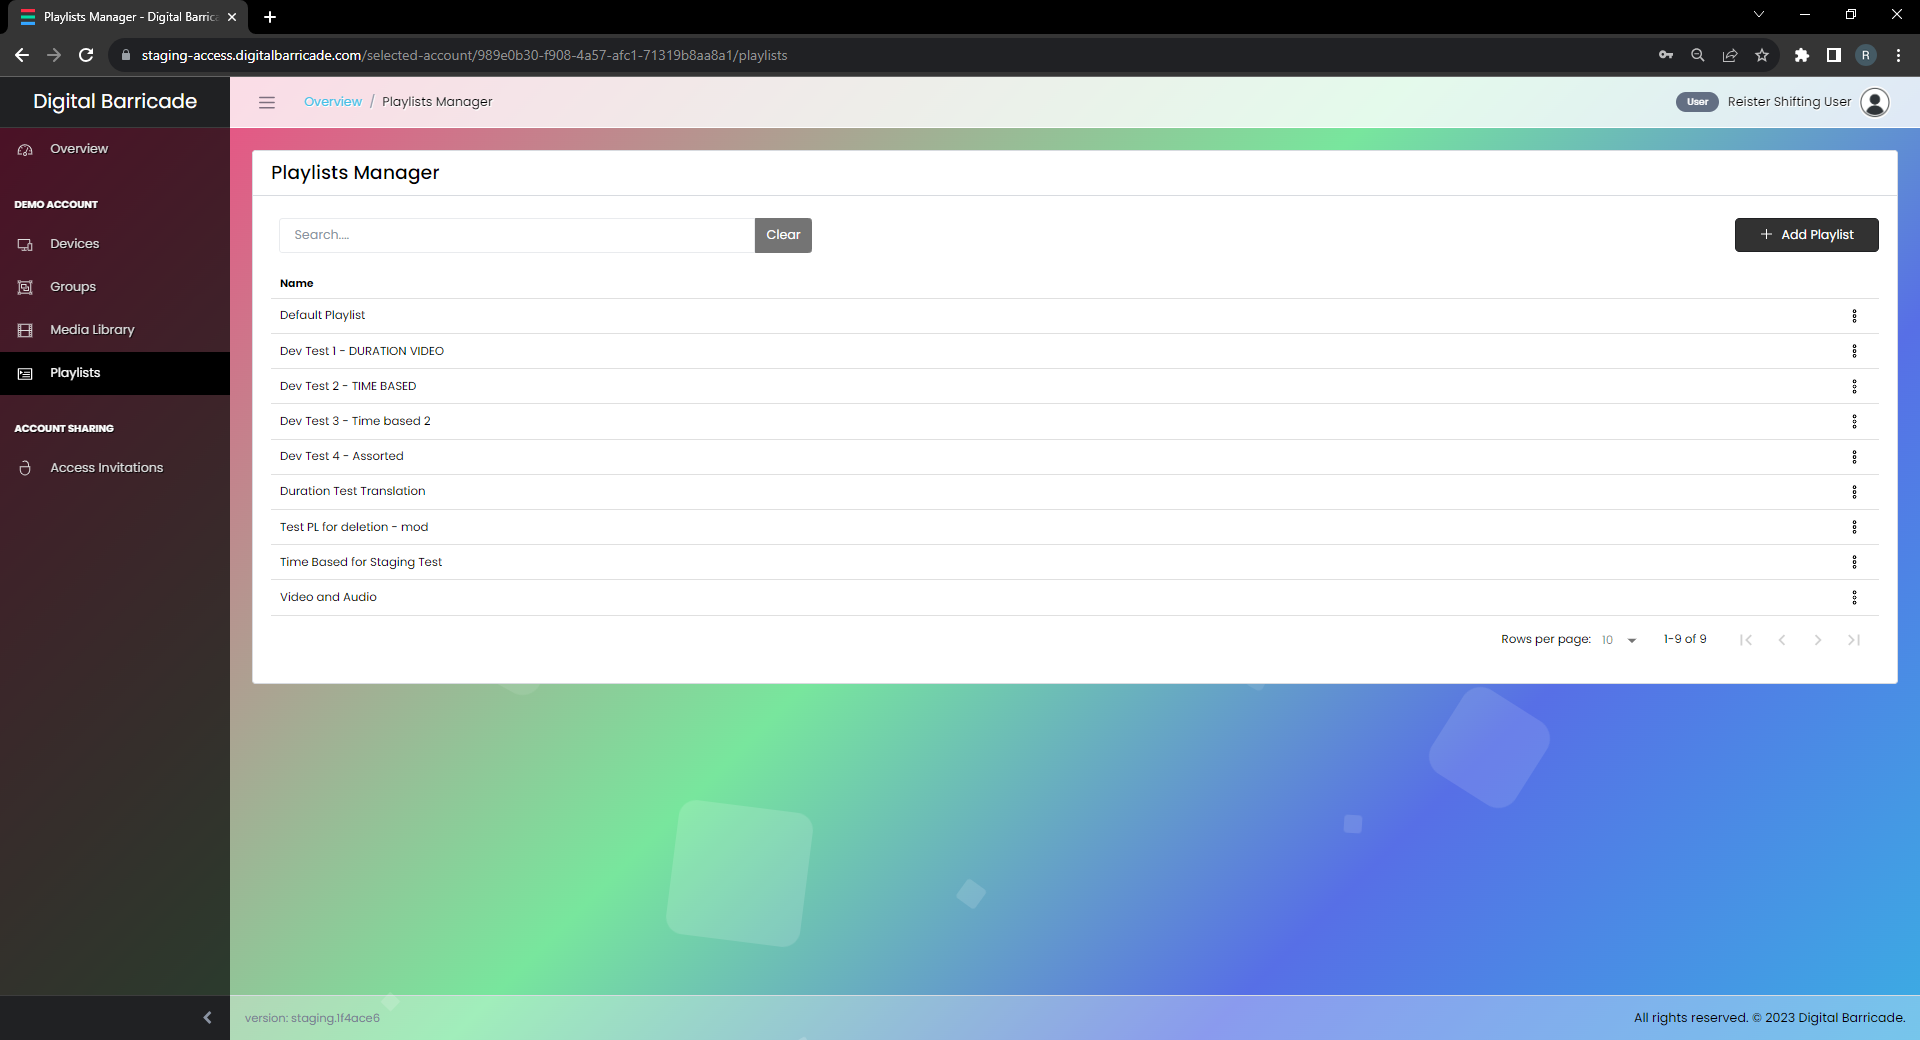 Playlists Manager - Digital Barrica
staging-access.digitalbarricade.com/selected-account/989e0b30-f908-4a57-afc1-71319b8aa8a1/playlists
R
Digital Barricade
Overview / Playlists Manager
User Reister Shifting User
Overview
DEMO ACCOUNT
Devices
Groups
Media Library
Playlists
ACCOUNT SHARING
Access Invitations
Playlists Manager
Search....
Clear
+ Add Playlist
Name
Default Playlist
Dev Test 1 - DURATION VIDEO
Dev Test 2 - TIME BASED
Dev Test 3 - Time based 2
Dev Test 4 - Assorted
Duration Test Translation
Test PL for deletion - mod
Time Based for Staging Test
Video and Audio
Rows per page: 10 1-9 of 9
version: staging.1f4ace6
All rights reserved. © 2023 Digital Barricade.